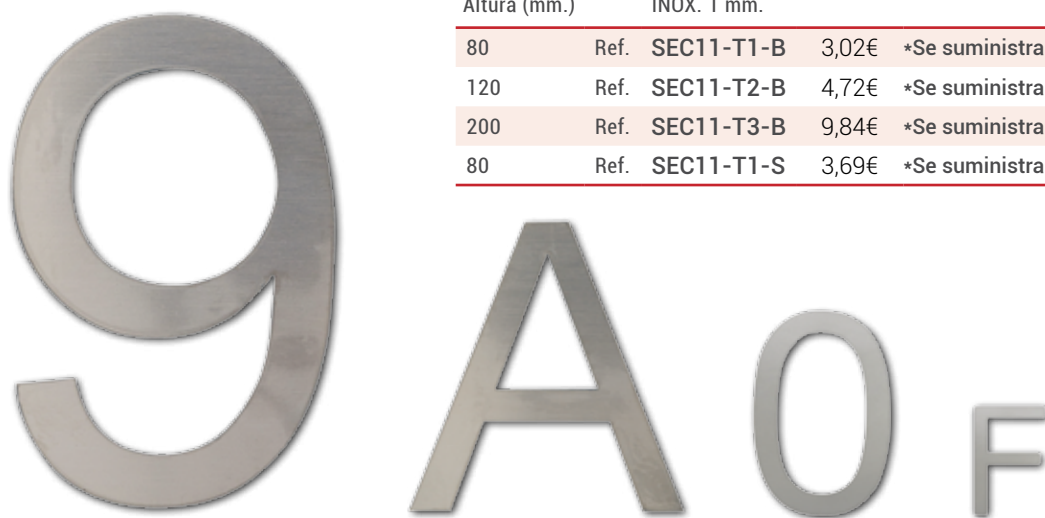 Altura (mm.) INOX. 1 mm.
80 Ref. SEC11-T1-B 3,02€ *Se suministra
120 Ref. SEC11-T2-B 4,72€ *Se suministra
200 Ref. SEC11-T3-B 9,84€ *Se suministra
80 Ref. SEC11-T1-S 3,69€ *Se suministra
9 A 0 F